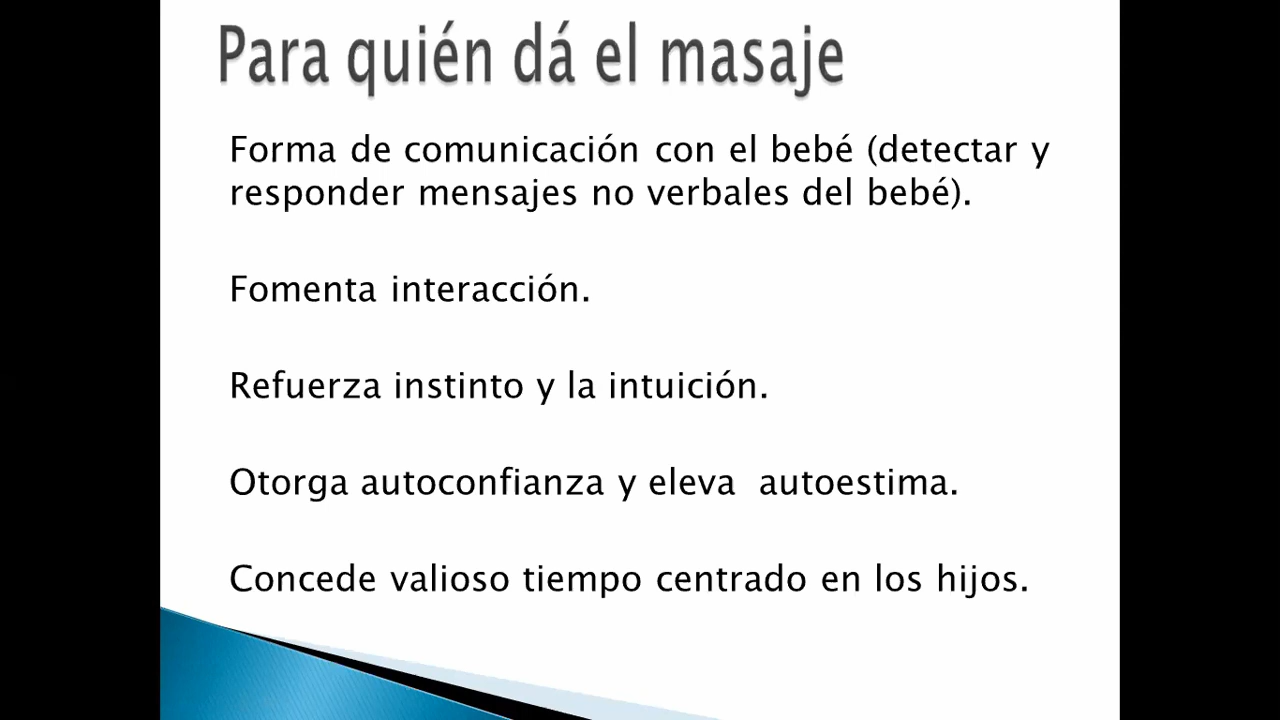 Para quién dá el masaje
Forma de comunicación con el bebé (detectar y
responder mensajes no verbales del bebé).
Fomenta interacción.
Refuerza instinto y la intuición.
Otorga autoconfianza y eleva  autoestima.
Concede valioso tiempo centrado en los hijos.